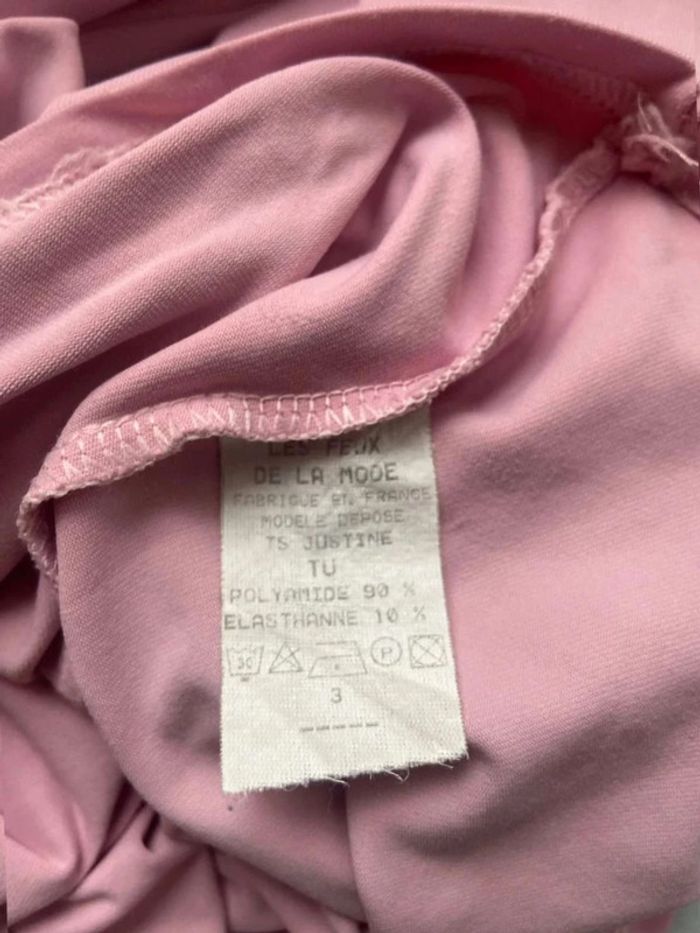 LES FEUX
DE LA MODE
FABRIQUE EN FRANCE
MODELE DEPOSE
TS JUSTINE
TU
POLYAMIDE 90 %
ELASTHANNE 10 %
30 P
3
-----